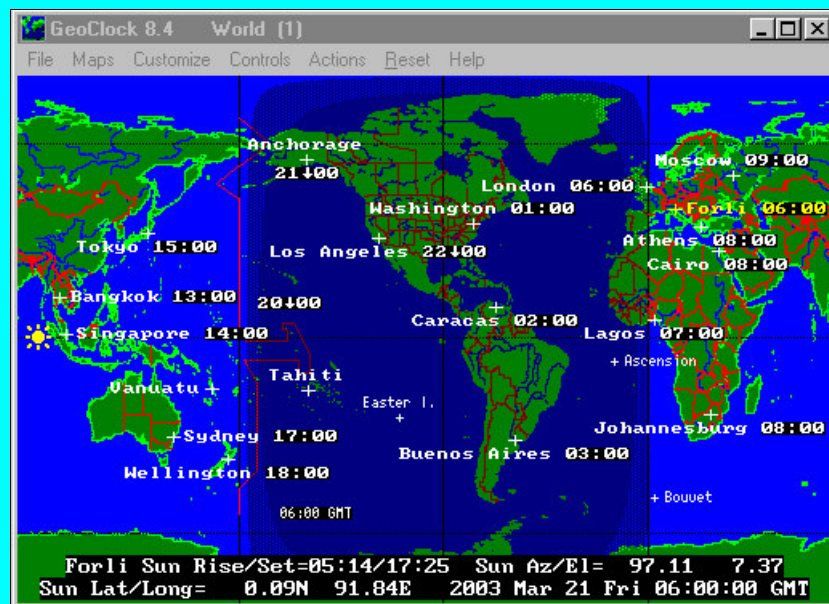 GeoClock 8.4 World (1)
File Maps Customize Controls Actions Reset Help
Anchorage
21↓00
Moscow 09:00
London 06:00
Washington 01:00
Forli 06:00
Tokyo 15:00
Los Angeles 22↓00
Athens 08:00
Cairo 08:00
Bangkok 13:00
20↓00
Caracas 02:00
Lagos 07:00
Singapore 14:00
Ascension
Tahiti
Vanuatu
Easter I.
Johannesburg 08:00
Sydney 17:00
Buenos Aires 03:00
Wellington 18:00
Bouvet
06:00 GMT
Forli Sun Rise/Set=05:14/17:25 Sun Az/El= 97.11 7.37
Sun Lat/Long= 0.09N 91.84E 2003 Mar 21 Fri 06:00:00 GMT